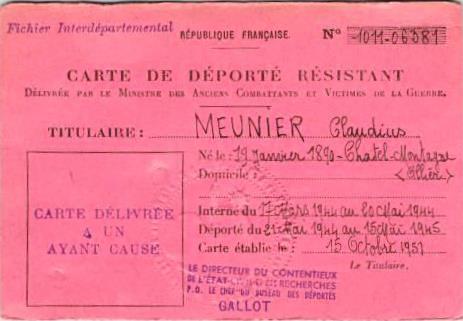 Fichier Interdépartemental
RÉPUBLIQUE FRANÇAISE.
N° 1011-06381
CARTE DE DÉPORTÉ RÉSISTANT
DÉLIVRÉE PAR LE MINISTRE DES ANCIENS COMBATTANTS ET VICTIMES DE LA GUERRE.
TITULAIRE : MEUNIER Claudius
Né le : 19 Janvier 1890 - Chatel-Montagne
Domicile : (Allier)
CARTE DÉLIVRÉE
à UN
AYANT CAUSE
Interné du 17 Mars 1944 au 20 Mai 1944
Déporté du 21 Mai 1944 au 15 Mai 1945
Carte établie le : 15 Octobre 1957
Le Titulaire,
LE DIRECTEUR DU CONTENTIEUX
DE L'ÉTAT-CIVIL ET DES RECHERCHES
P.O. LE CHEF DU BUREAU DES DÉPORTÉS
GALLOT